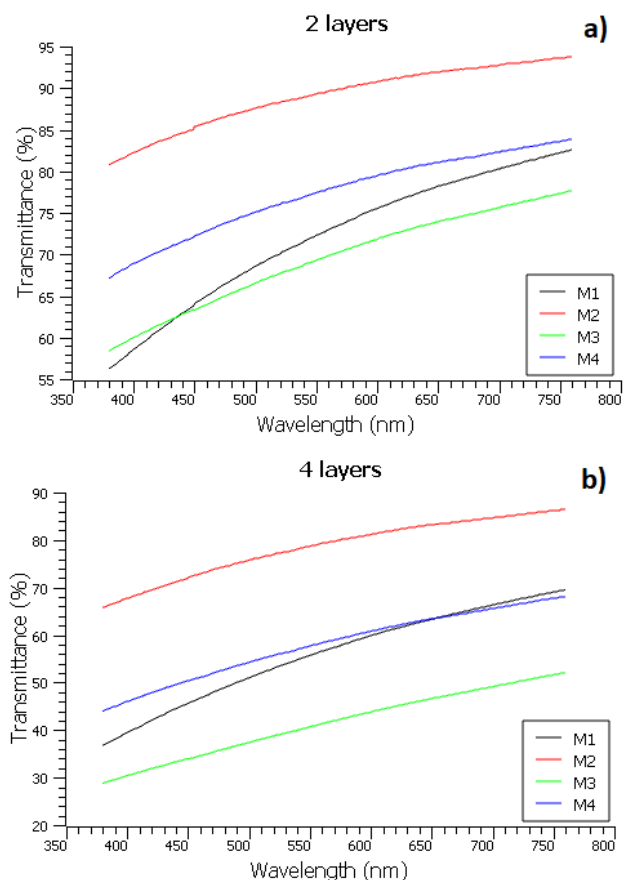 2 layers
a)
Transmittance (%)
95
90
85
80
75
70
65
60
55
M1
M2
M3
M4
350 400 450 500 550 600 650 700 750 800
Wavelength (nm)
4 layers
b)
Transmittance (%)
90
80
70
60
50
40
30
20
M1
M2
M3
M4
350 400 450 500 550 600 650 700 750 800
Wavelength (nm)